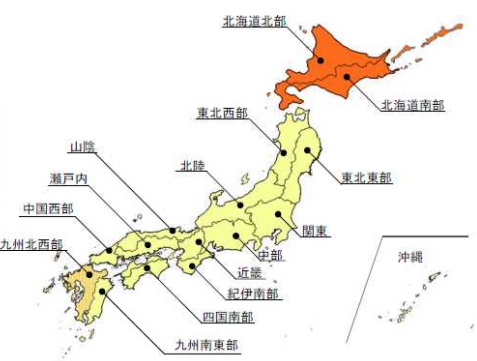 北海道北部
北海道南部
東北西部
山陰
北陸
東北東部
瀬戸内
中国西部
関東
九州北西部
中部
沖縄
近畿
紀伊南部
四国南部
九州南東部